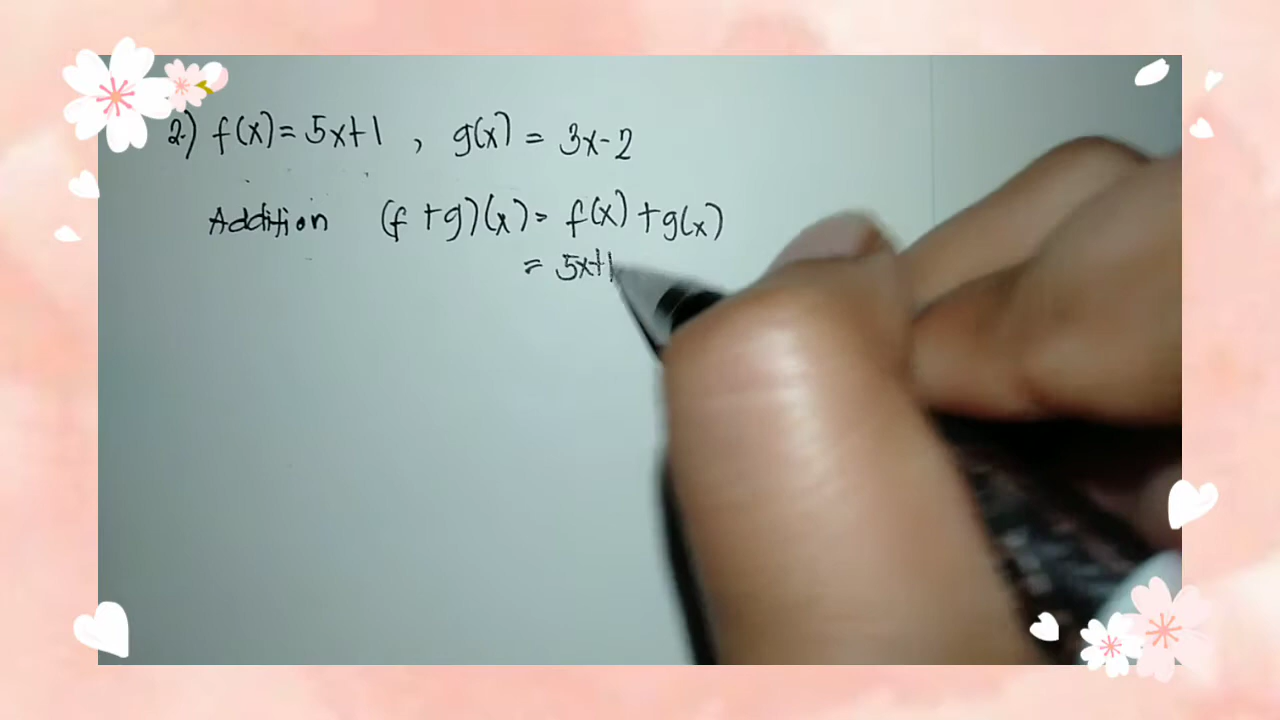 2.) f(x) = 5x+1 , g(x) = 3x-2
Addition (f +g)(x) = f(x) + g(x)
= 5x+1